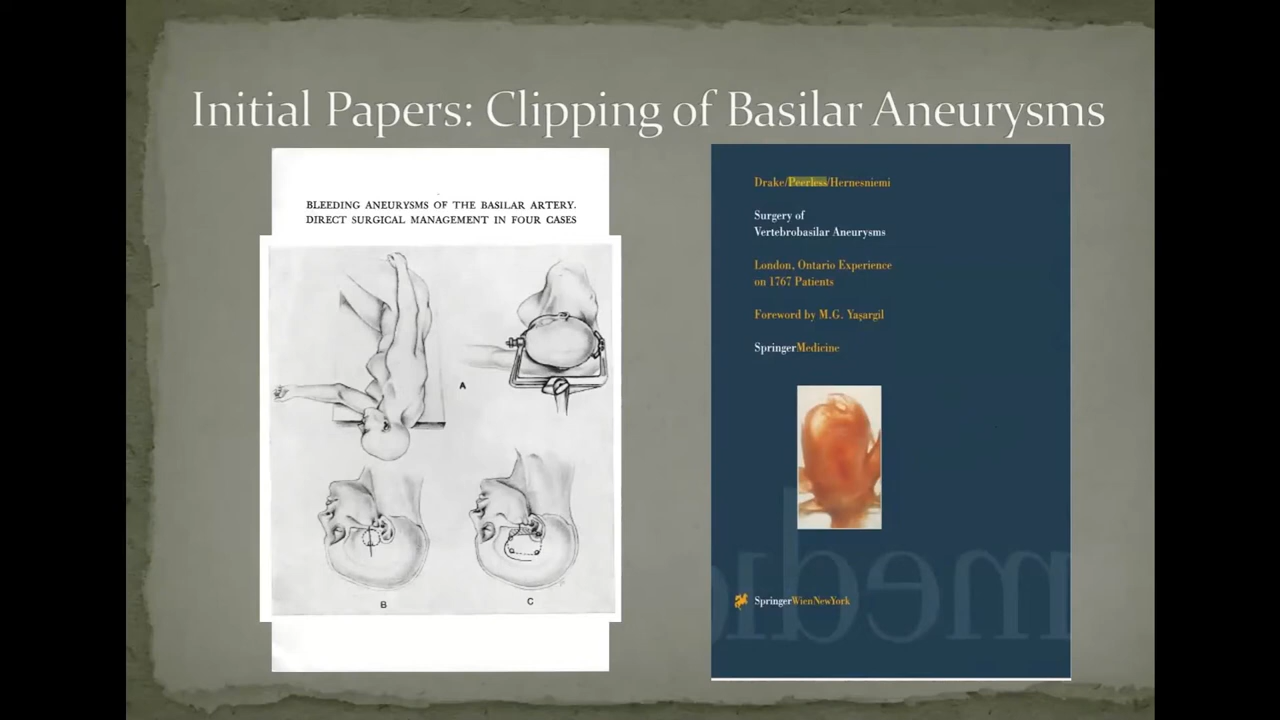 Initial Papers: Clipping of Basilar Aneurysms
BLEEDING ANEURYSMS OF THE BASILAR ARTERY.
DIRECT SURGICAL MANAGEMENT IN FOUR CASES
A
B
C
Drake/Peerless/Hernesniemi
Surgery of
Vertebrobasilar Aneurysms
London, Ontario Experience
on 1767 Patients
Foreword by M.G. Yaşargil
SpringerMedicine
SpringerWienNewYork